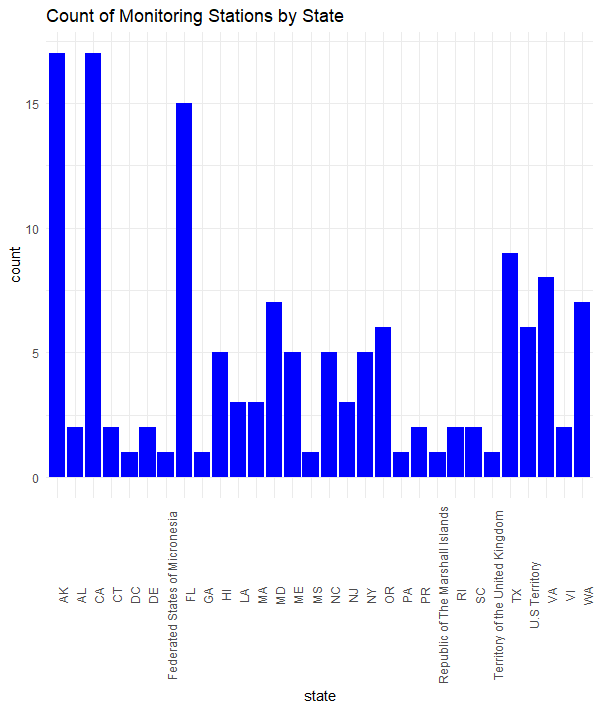 Count of Monitoring Stations by State
count
15
10
5
0
AK
AL
CA
CT
DC
DE
Federated States of Micronesia
FL
GA
HI
LA
MA
MD
ME
MS
NC
NJ
NY
OR
PA
PR
Republic of The Marshall Islands
RI
SC
Territory of the United Kingdom
TX
U.S Territory
VA
VI
WA
state